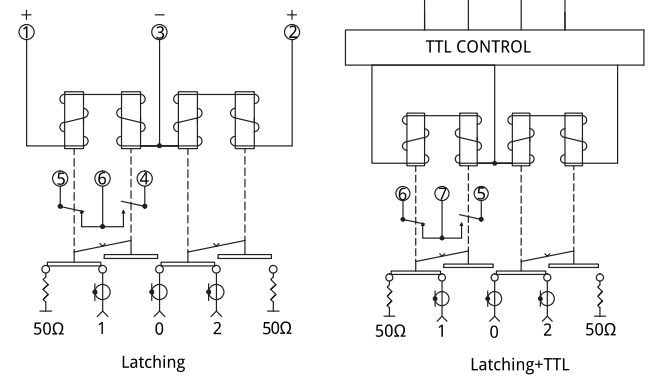 + − +
① ③ ②
⑤ ⑥ ④
50Ω 1 0 2 50Ω
Latching
TTL CONTROL
⑥ ⑦ ⑤
50Ω 1 0 2 50Ω
Latching+TTL